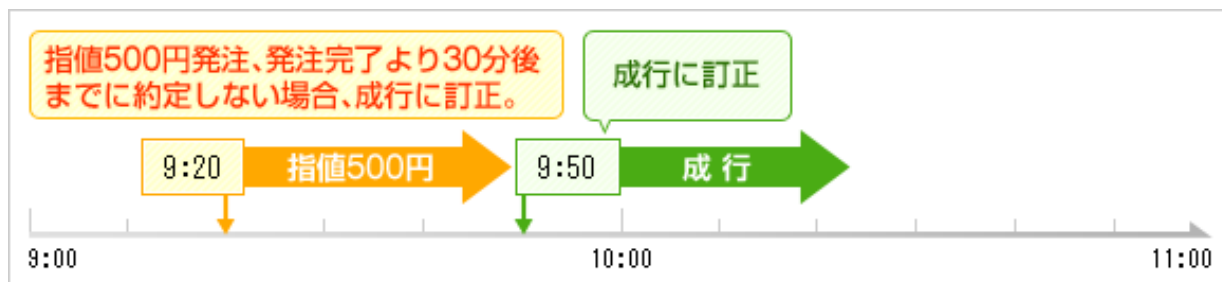 指値500円発注、発注完了より30分後
までに約定しない場合、成行に訂正。
成行に訂正
9:20
指値500円
9:50
成行
9:00
10:00
11:00